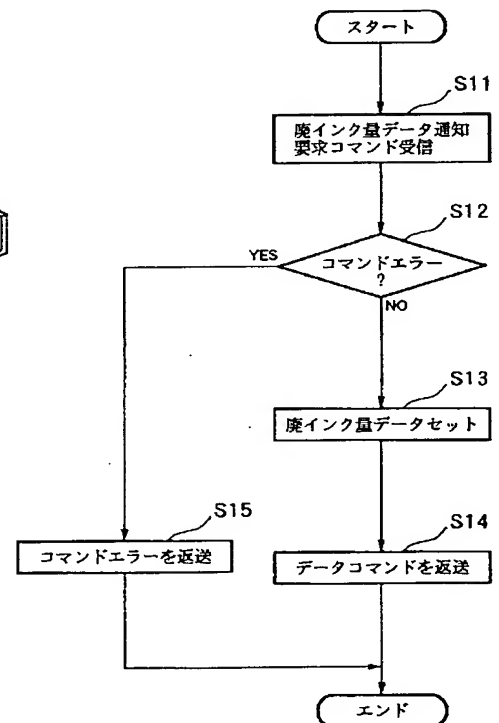 スタート
S11
廃インク量データ通知
要求コマンド受信
S12
コマンドエラー
?
YES
NO
S13
廃インク量データセット
S14
データコマンドを返送
S15
コマンドエラーを返送
エンド